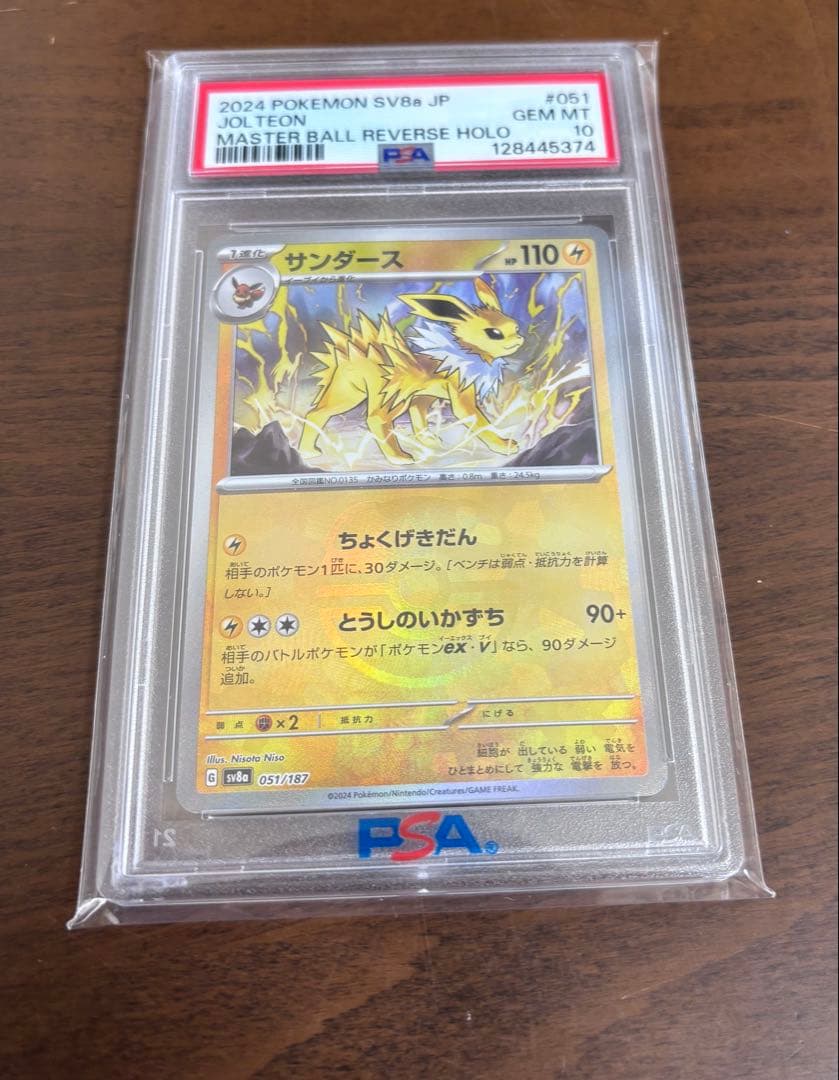 2024 POKEMON SV8a JP #051
JOLTEON GEM MT
MASTER BALL REVERSE HOLO 10
PSA 128445374
1進化 サンダース HP 110
イーブイから進化
全国図鑑NO.0135 かみなりポケモン 高さ:0.8m 重さ:24.5kg
ちょくげきだん
相手のポケモン1匹に、30ダメージ。[ベンチは弱点・抵抗力を計算
しない。]
とうしのいかずち 90+
相手のバトルポケモンが「ポケモンex・V」なら、90ダメージ
追加。
弱点 ×2 抵抗力 にげる
細胞が 出している 弱い 電気を
ひとまとめにして 強力な 電撃を 放つ。
Illus. Nisota Niso
G sv8a 051/187
©2024 Pokémon/Nintendo/Creatures/GAME FREAK.
PSA®
21